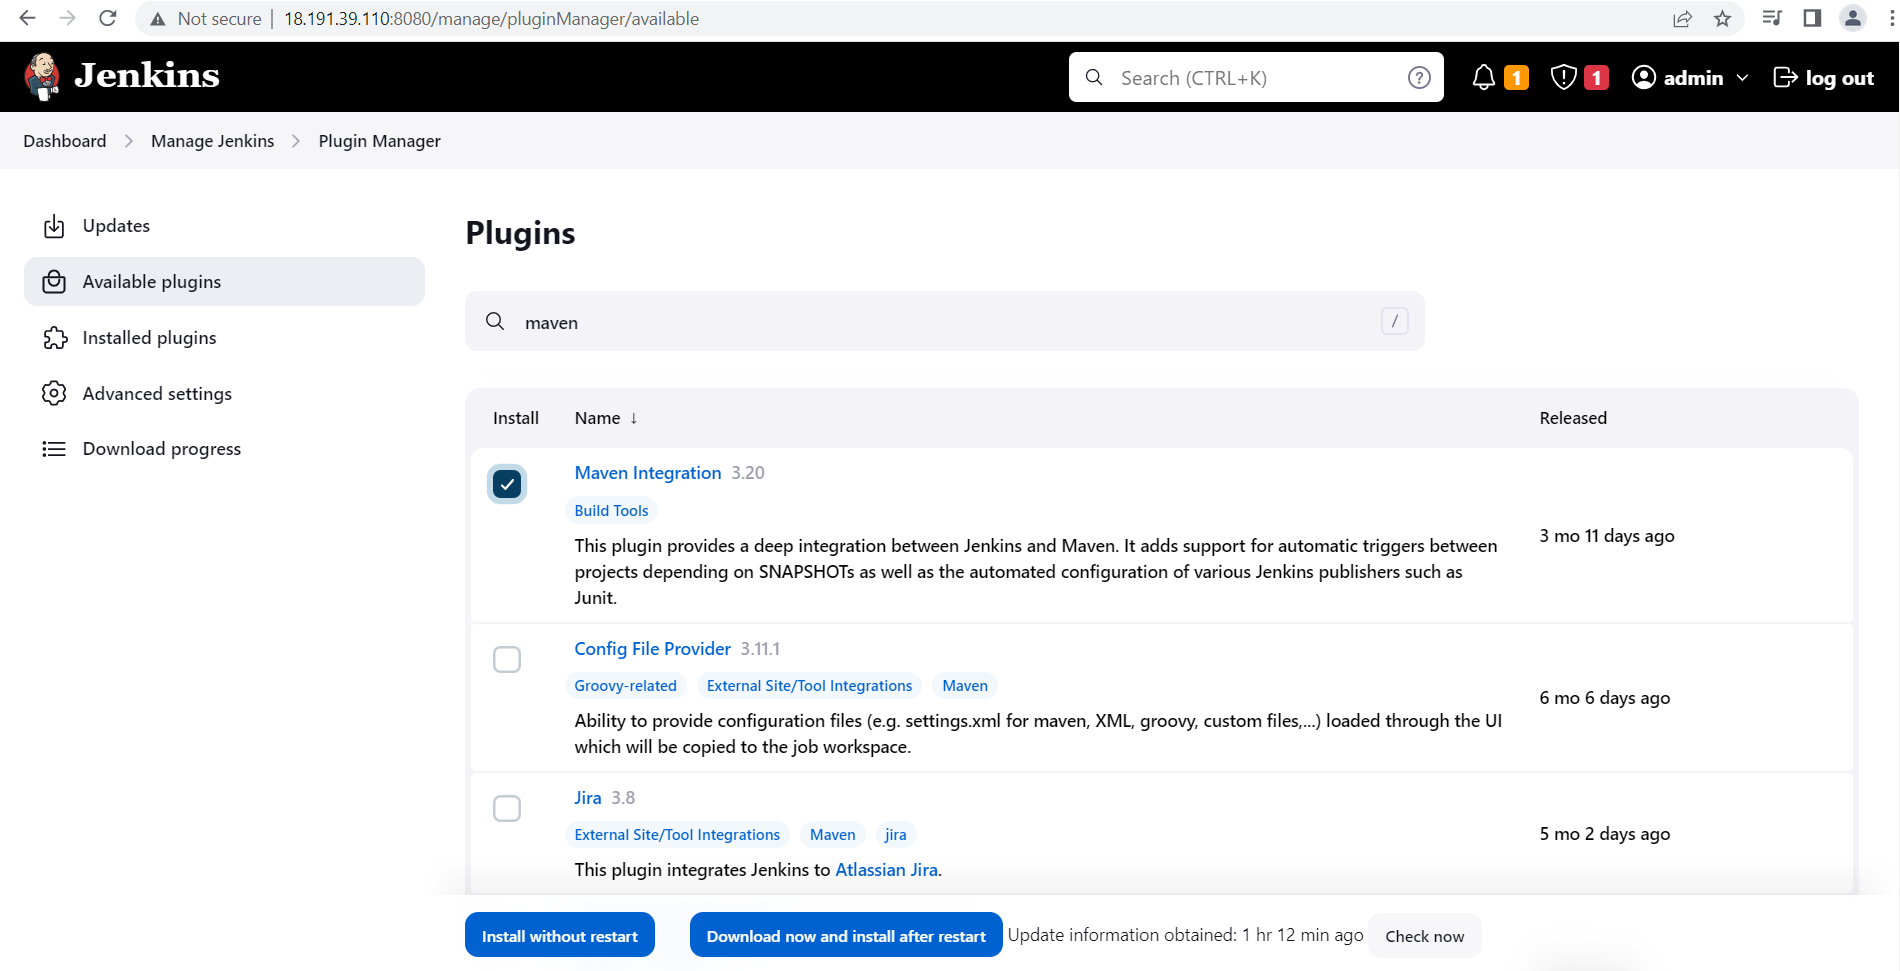 Not secure | 18.191.39.110:8080/manage/pluginManager/available
Jenkins
Search (CTRL+K) ?
1
1
admin
log out
Dashboard > Manage Jenkins > Plugin Manager
Updates
Available plugins
Installed plugins
Advanced settings
Download progress
Plugins
maven /
Install Name ↓ Released
Maven Integration 3.20
Build Tools
This plugin provides a deep integration between Jenkins and Maven. It adds support for automatic triggers between
projects depending on SNAPSHOTs as well as the automated configuration of various Jenkins publishers such as
Junit.
3 mo 11 days ago
Config File Provider 3.11.1
Groovy-related External Site/Tool Integrations Maven
Ability to provide configuration files (e.g. settings.xml for maven, XML, groovy, custom files,...) loaded through the UI
which will be copied to the job workspace.
6 mo 6 days ago
Jira 3.8
External Site/Tool Integrations Maven jira
This plugin integrates Jenkins to Atlassian Jira.
5 mo 2 days ago
Install without restart
Download now and install after restart
Update information obtained: 1 hr 12 min ago
Check now